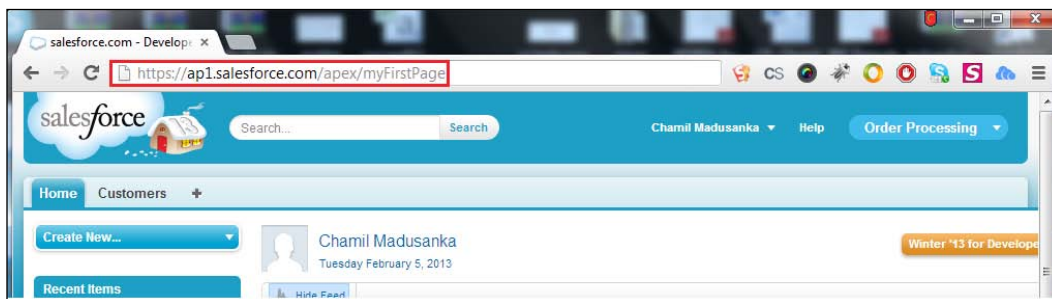 salesforce.com - Develope
https://ap1.salesforce.com/apex/myFirstPage
CS
S
salesforce
Search...
Search
Chamil Madusanka
Help
Order Processing
Home
Customers
+
Create New...
Chamil Madusanka
Tuesday February 5, 2013
Winter '13 for Develope
Recent Items
Hide Feed